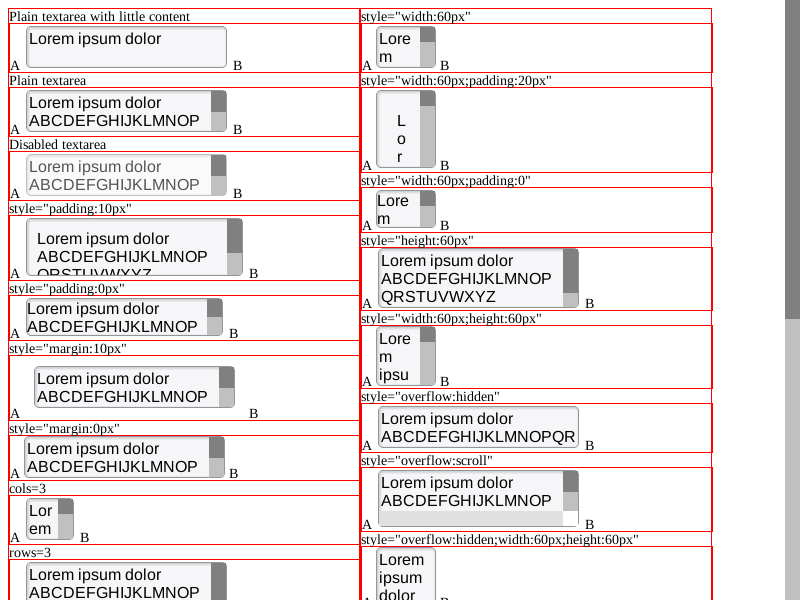 Plain textarea with little content
Lorem ipsum dolor
A B
Plain textarea
Lorem ipsum dolor
ABCDEFGHIJKLMNOP
A B
Disabled textarea
Lorem ipsum dolor
ABCDEFGHIJKLMNOP
A B
style="padding:10px"
Lorem ipsum dolor
ABCDEFGHIJKLMNOP
QRSTUVWXYZ
A B
style="padding:0px"
Lorem ipsum dolor
ABCDEFGHIJKLMNOP
A B
style="margin:10px"
Lorem ipsum dolor
ABCDEFGHIJKLMNOP
A B
style="margin:0px"
Lorem ipsum dolor
ABCDEFGHIJKLMNOP
A B
cols=3
Lor
em
A B
rows=3
Lorem ipsum dolor
ABCDEFGHIJKLMNOP
style="width:60px"
Lore
m
A B
style="width:60px;padding:20px"
L
o
r
A B
style="width:60px;padding:0"
Lore
m
A B
style="height:60px"
Lorem ipsum dolor
ABCDEFGHIJKLMNOP
QRSTUVWXYZ
A B
style="width:60px;height:60px"
Lore
m
ipsu
A B
style="overflow:hidden"
Lorem ipsum dolor
ABCDEFGHIJKLMNOPQR
A B
style="overflow:scroll"
Lorem ipsum dolor
ABCDEFGHIJKLMNOP
A B
style="overflow:hidden;width:60px;height:60px"
Lorem
ipsum
dolor
A B